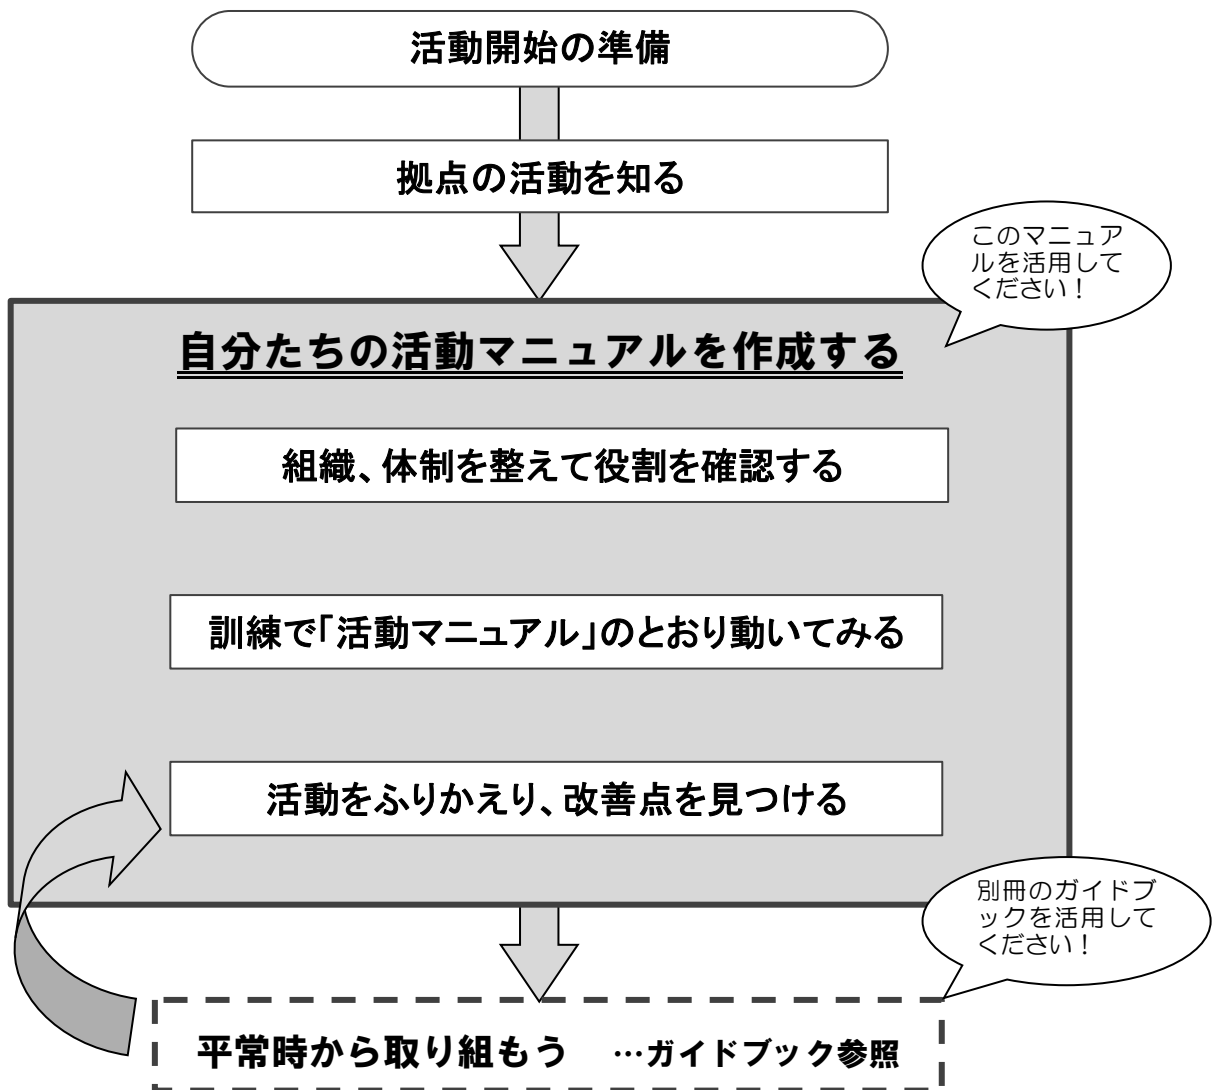 活動開始の準備
拠点の活動を知る
このマニュア
ルを活用して
ください！
自分たちの活動マニュアルを作成する
組織、体制を整えて役割を確認する
訓練で「活動マニュアル」のとおり動いてみる
活動をふりかえり、改善点を見つける
別冊のガイドブ
ックを活用して
ください！
平常時から取り組もう　…ガイドブック参照